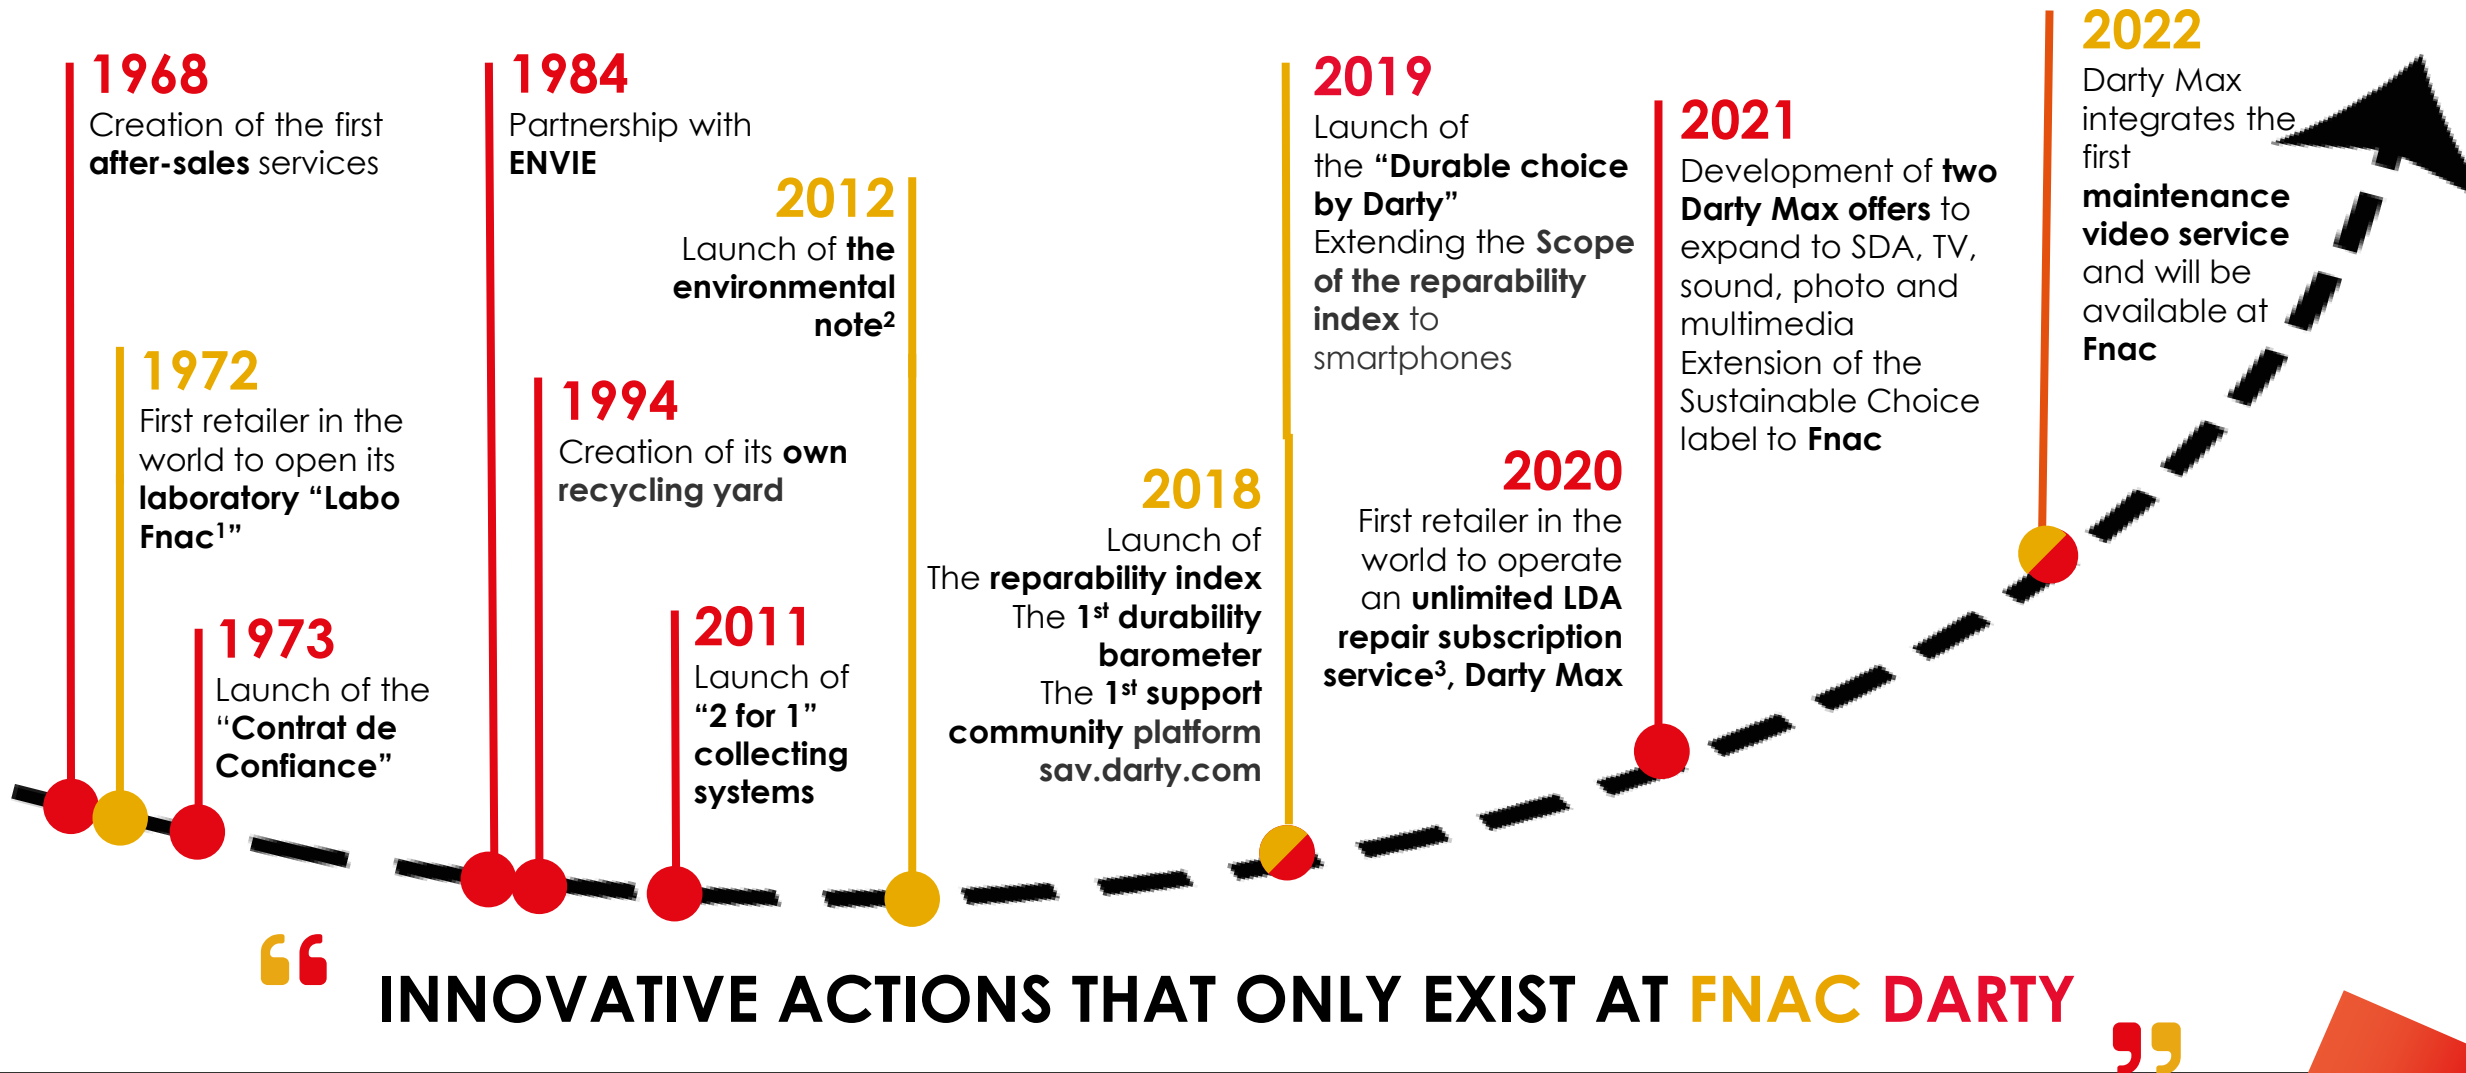 1968
Creation of the first
after-sales services
1972
First retailer in the
world to open its
laboratory “Labo
Fnac¹”
1973
Launch of the
“Contrat de
Confiance”
1984
Partnership with
ENVIE
1994
Creation of its own
recycling yard
2011
Launch of
“2 for 1”
collecting
systems
2012
Launch of the
environmental
note²
2018
Launch of
The reparability index
The 1st durability
barometer
The 1st support
community platform
sav.darty.com
2019
Launch of
the “Durable choice
by Darty”
Extending the Scope
of the reparability
index to
smartphones
2020
First retailer in the
world to operate
an unlimited LDA
repair subscription
service³, Darty Max
2021
Development of two
Darty Max offers to
expand to SDA, TV,
sound, photo and
multimedia
Extension of the
Sustainable Choice
label to Fnac
2022
Darty Max
integrates the
first
maintenance
video service
and will be
available at
Fnac
“ INNOVATIVE ACTIONS THAT ONLY EXIST AT FNAC DARTY ”